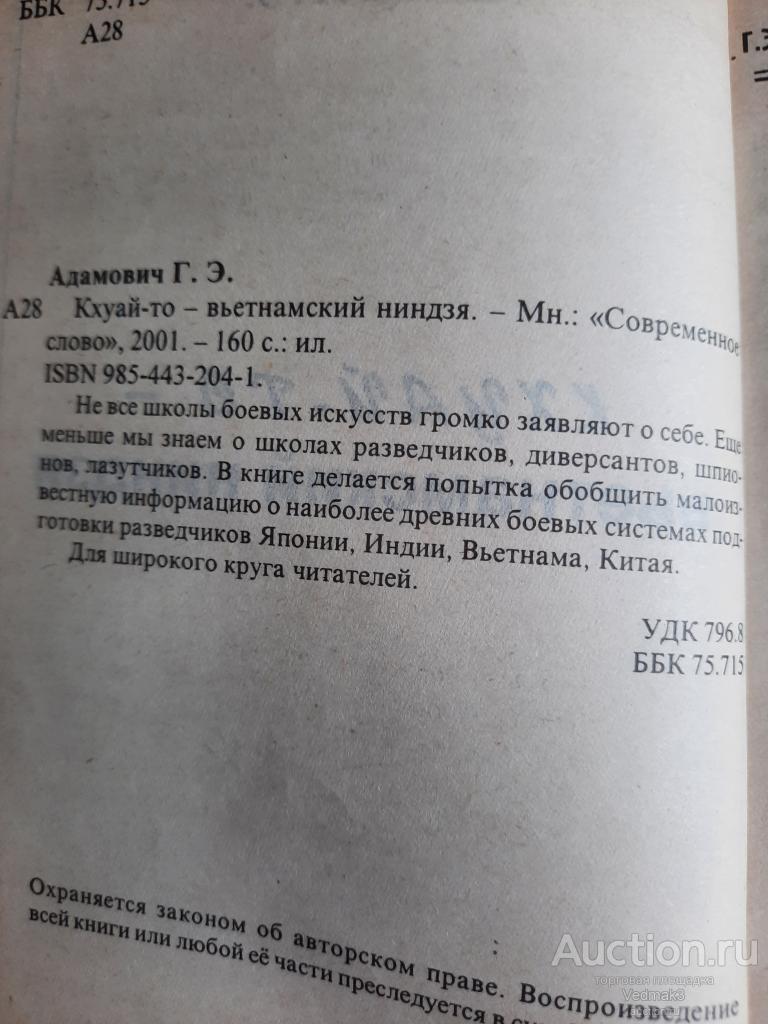 ББК 75.715
А28
Г.Э
Адамович Г. Э.
А28 Кхуай-то – вьетнамский ниндзя. – Мн.: «Современное
слово», 2001. – 160 с.: ил.
ISBN 985-443-204-1.
Не все школы боевых искусств громко заявляют о себе. Еще
меньше мы знаем о школах разведчиков, диверсантов, шпио-
нов, лазутчиков. В книге делается попытка обобщить малоиз-
вестную информацию о наиболее древних боевых системах под-
готовки разведчиков Японии, Индии, Вьетнама, Китая.
Для широкого круга читателей.
УДК 796.8
ББК 75.715
Охраняется законом об авторском праве. Воспроизведение
всей книги или любой её части преследуется в
Auction.ru
торговая площадка
Vedmak3
auction.ru